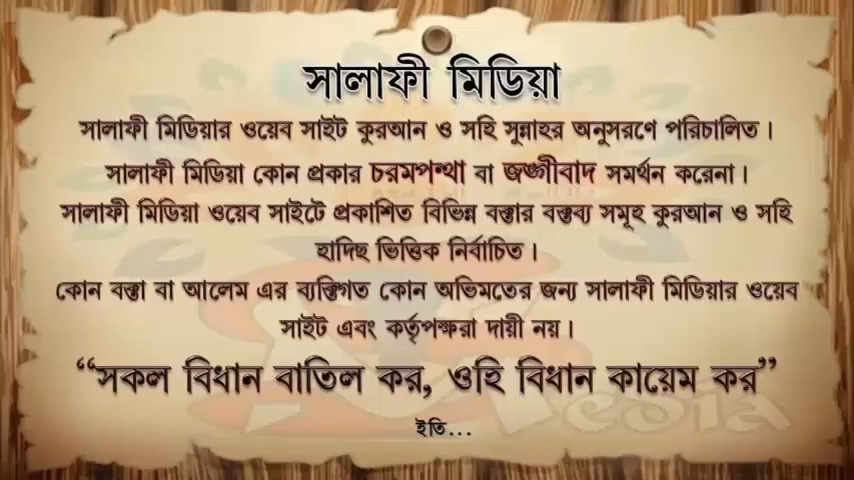 সালাফী মিডিয়া
সালাফী মিডিয়ার ওয়েব সাইট কুরআন ও সহি সুন্নাহর অনুসরণে পরিচালিত।
সালাফী মিডিয়া কোন প্রকার চরমপন্থা বা জঙ্গীবাদ সমর্থন করেনা।
সালাফী মিডিয়া ওয়েব সাইটে প্রকাশিত বিভিন্ন বক্তার বক্তব্য সমূহ কুরআন ও সহি
হাদিছ ভিত্তিক নির্বাচিত।
কোন বক্তা বা আলেম এর ব্যক্তিগত কোন অভিমতের জন্য সালাফী মিডিয়ার ওয়েব
সাইট এবং কর্তৃপক্ষরা দায়ী নয়।
“সকল বিধান বাতিল কর, ওহি বিধান কায়েম কর”
ইতি...